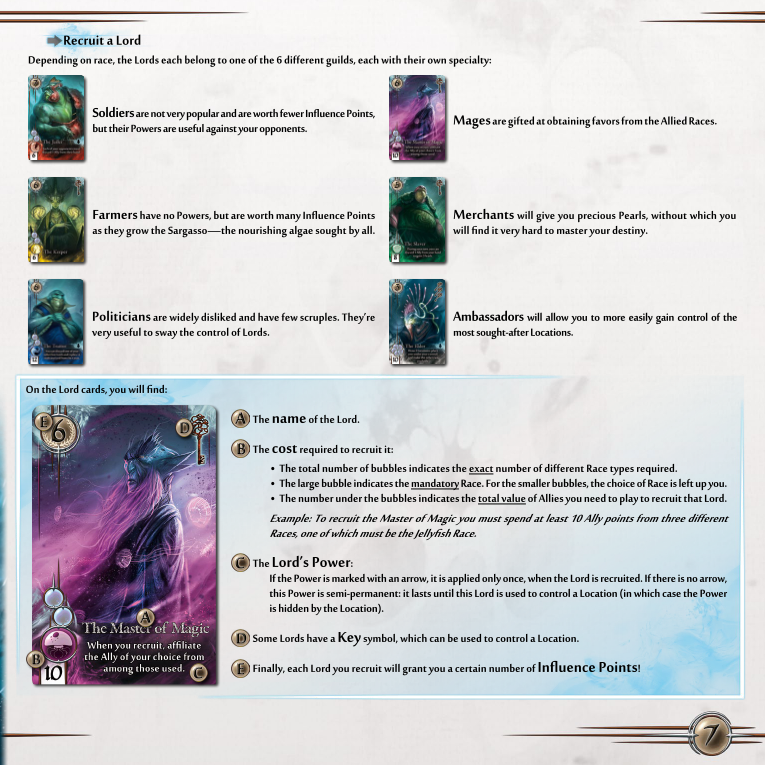 Recruit a Lord
Depending on race, the Lords each belong to one of the 6 different guilds, each with their own specialty:
Soldiers are not very popular and are worth fewer Influence Points,
but their Powers are useful against your opponents.
Mages are gifted at obtaining favors from the Allied Races.
Farmers have no Powers, but are worth many Influence Points
as they grow the Sargasso—the nourishing algae sought by all.
Merchants will give you precious Pearls, without which you
will find it very hard to master your destiny.
Politicians are widely disliked and have few scruples. They're
very useful to sway the control of Lords.
Ambassadors will allow you to more easily gain control of the
most sought-after Locations.
On the Lord cards, you will find:
E 6
D
A
The Master of Magic
When you recruit, affiliate
the Ally of your choice from
among those used.
B
C
10
A The name of the Lord.
B The cost required to recruit it:
• The total number of bubbles indicates the exact number of different Race types required.
• The large bubble indicates the mandatory Race. For the smaller bubbles, the choice of Race is left up you.
• The number under the bubbles indicates the total value of Allies you need to play to recruit that Lord.
Example: To recruit the Master of Magic you must spend at least 10 Ally points from three different
Races, one of which must be the Jellyfish Race.
C The Lord's Power:
If the Power is marked with an arrow, it is applied only once, when the Lord is recruited. If there is no arrow,
this Power is semi-permanent: it lasts until this Lord is used to control a Location (in which case the Power
is hidden by the Location).
D Some Lords have a Key symbol, which can be used to control a Location.
E Finally, each Lord you recruit will grant you a certain number of Influence Points!
7